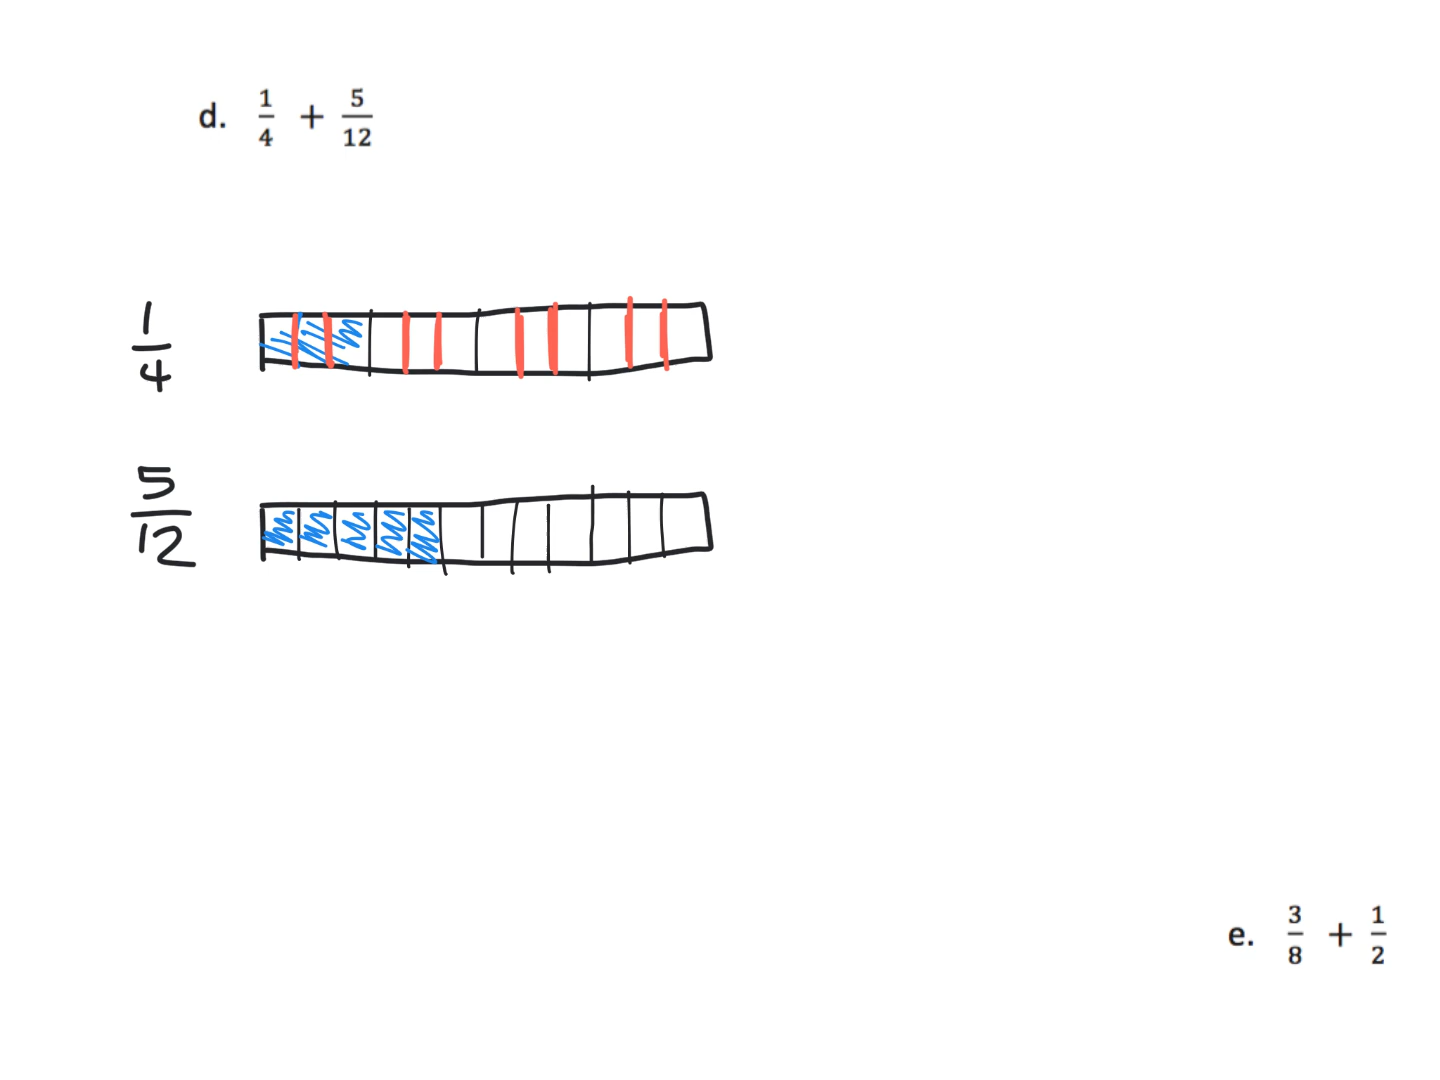 d. 1/4 + 5/12
1/4
5/12
e. 3/8 + 1/2